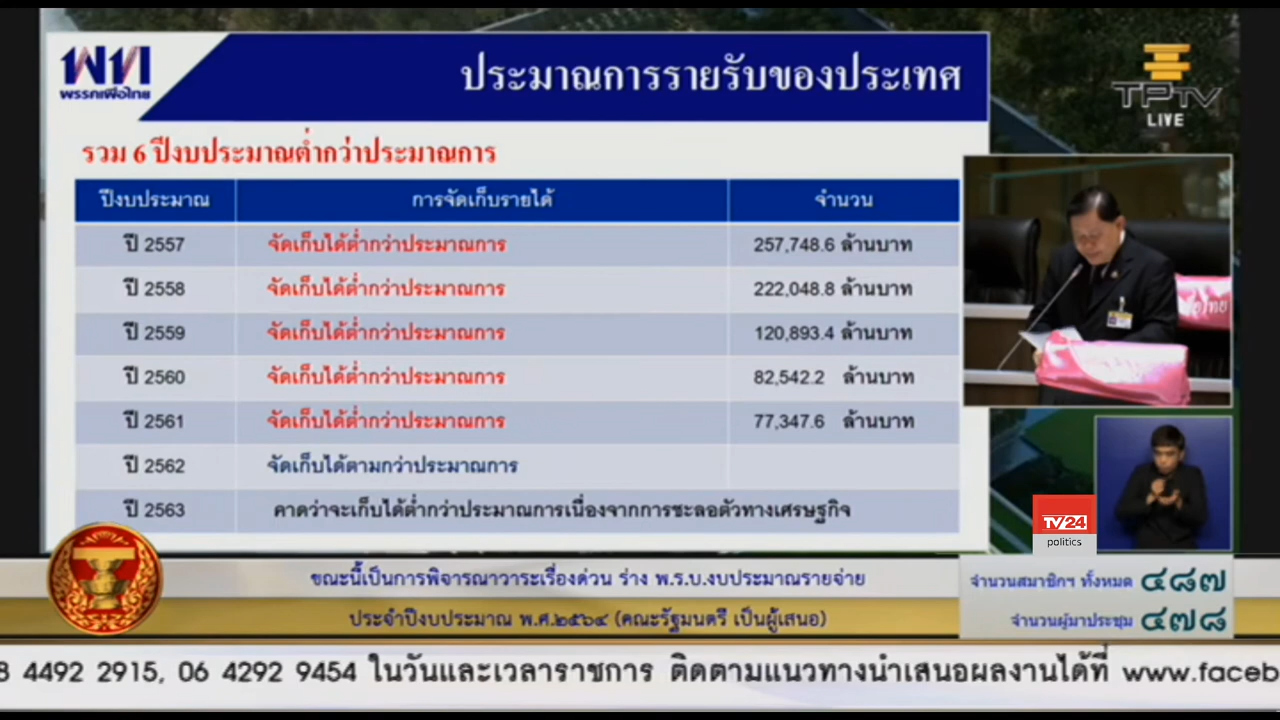 พท
พรรคเพื่อไทย
ประมาณการรายรับของประเทศ
TPTV
LIVE
รวม 6 ปีงบประมาณต่ำกว่าประมาณการ
ปีงบประมาณ การจัดเก็บรายได้ จำนวน
ปี 2557 จัดเก็บได้ต่ำกว่าประมาณการ 257,748.6 ล้านบาท
ปี 2558 จัดเก็บได้ต่ำกว่าประมาณการ 222,048.8 ล้านบาท
ปี 2559 จัดเก็บได้ต่ำกว่าประมาณการ 120,893.4 ล้านบาท
ปี 2560 จัดเก็บได้ต่ำกว่าประมาณการ 82,542.2 ล้านบาท
ปี 2561 จัดเก็บได้ต่ำกว่าประมาณการ 77,347.6 ล้านบาท
ปี 2562 จัดเก็บได้ตามกว่าประมาณการ
ปี 2563 คาดว่าจะเก็บได้ต่ำกว่าประมาณการเนื่องจากการชะลอตัวทางเศรษฐกิจ
TV24
politics
ขณะนี้เป็นการพิจารณาวาระเรื่องด่วน ร่าง พ.ร.บ.งบประมาณรายจ่าย
ประจำปีงบประมาณ พ.ศ.๒๕๖๔ (คณะรัฐมนตรี เป็นผู้เสนอ)
จำนวนสมาชิกฯ ทั้งหมด ๔๘๗
จำนวนผู้มาประชุม ๔๗๘
8 4492 2915, 06 4292 9454 ในวันและเวลาราชการ ติดตามแนวทางนำเสนอผลงานได้ที่ www.faceb